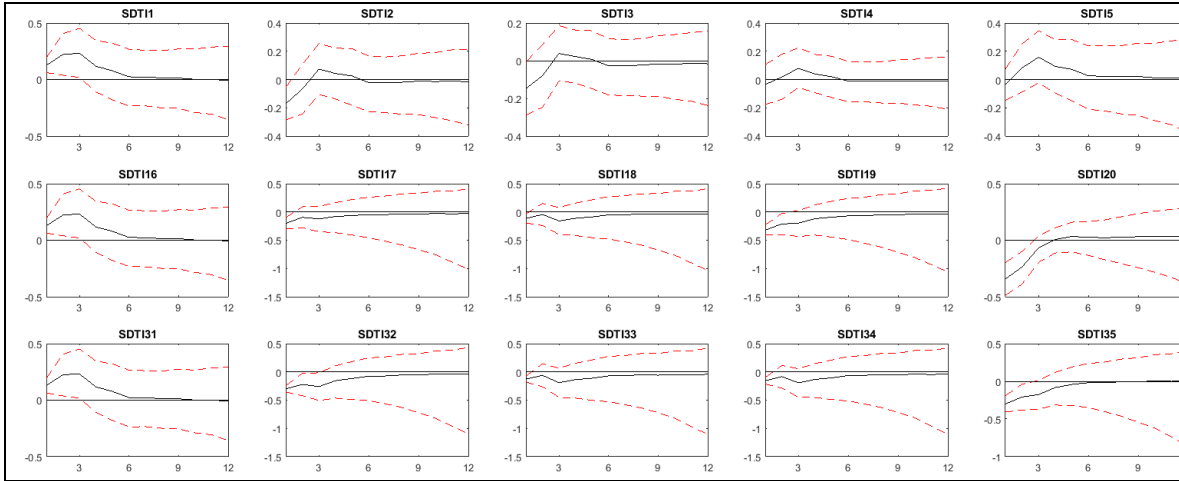 SDTI1 SDTI2 SDTI3 SDTI4 SDTI5
0.5 0.4 0.2 0.4 0.4
0.2 0.2 0.2
0 0 0 0 0
-0.2 -0.2 -0.2 -0.2
-0.5 0.4 0.4 0.4 0.4
3 6 9 12 3 6 9 12 3 6 9 12 3 6 9 12 3 6 9
SDTI16 SDTI17 SDTI18 SDTI19 SDTI20
0.5 0.5 0.5 0.5 0.5
0 0 0 0 0
-0.5 -0.5 -0.5
-1 -1 -1
-0.5 -1.5 -1.5 -1.5 -0.5
3 6 9 12 3 6 9 12 3 6 9 12 3 6 9 12 3 6 9
SDTI31 SDTI32 SDTI33 SDTI34 SDTI35
0.5 0.5 0.5 0.5 0.5
0 0 0 0 0
-0.5 -0.5 -0.5 -0.5
-1 -1 -1
-0.5 -1.5 -1.5 -1.5 -1
3 6 9 12 3 6 9 12 3 6 9 12 3 6 9 12 3 6 9